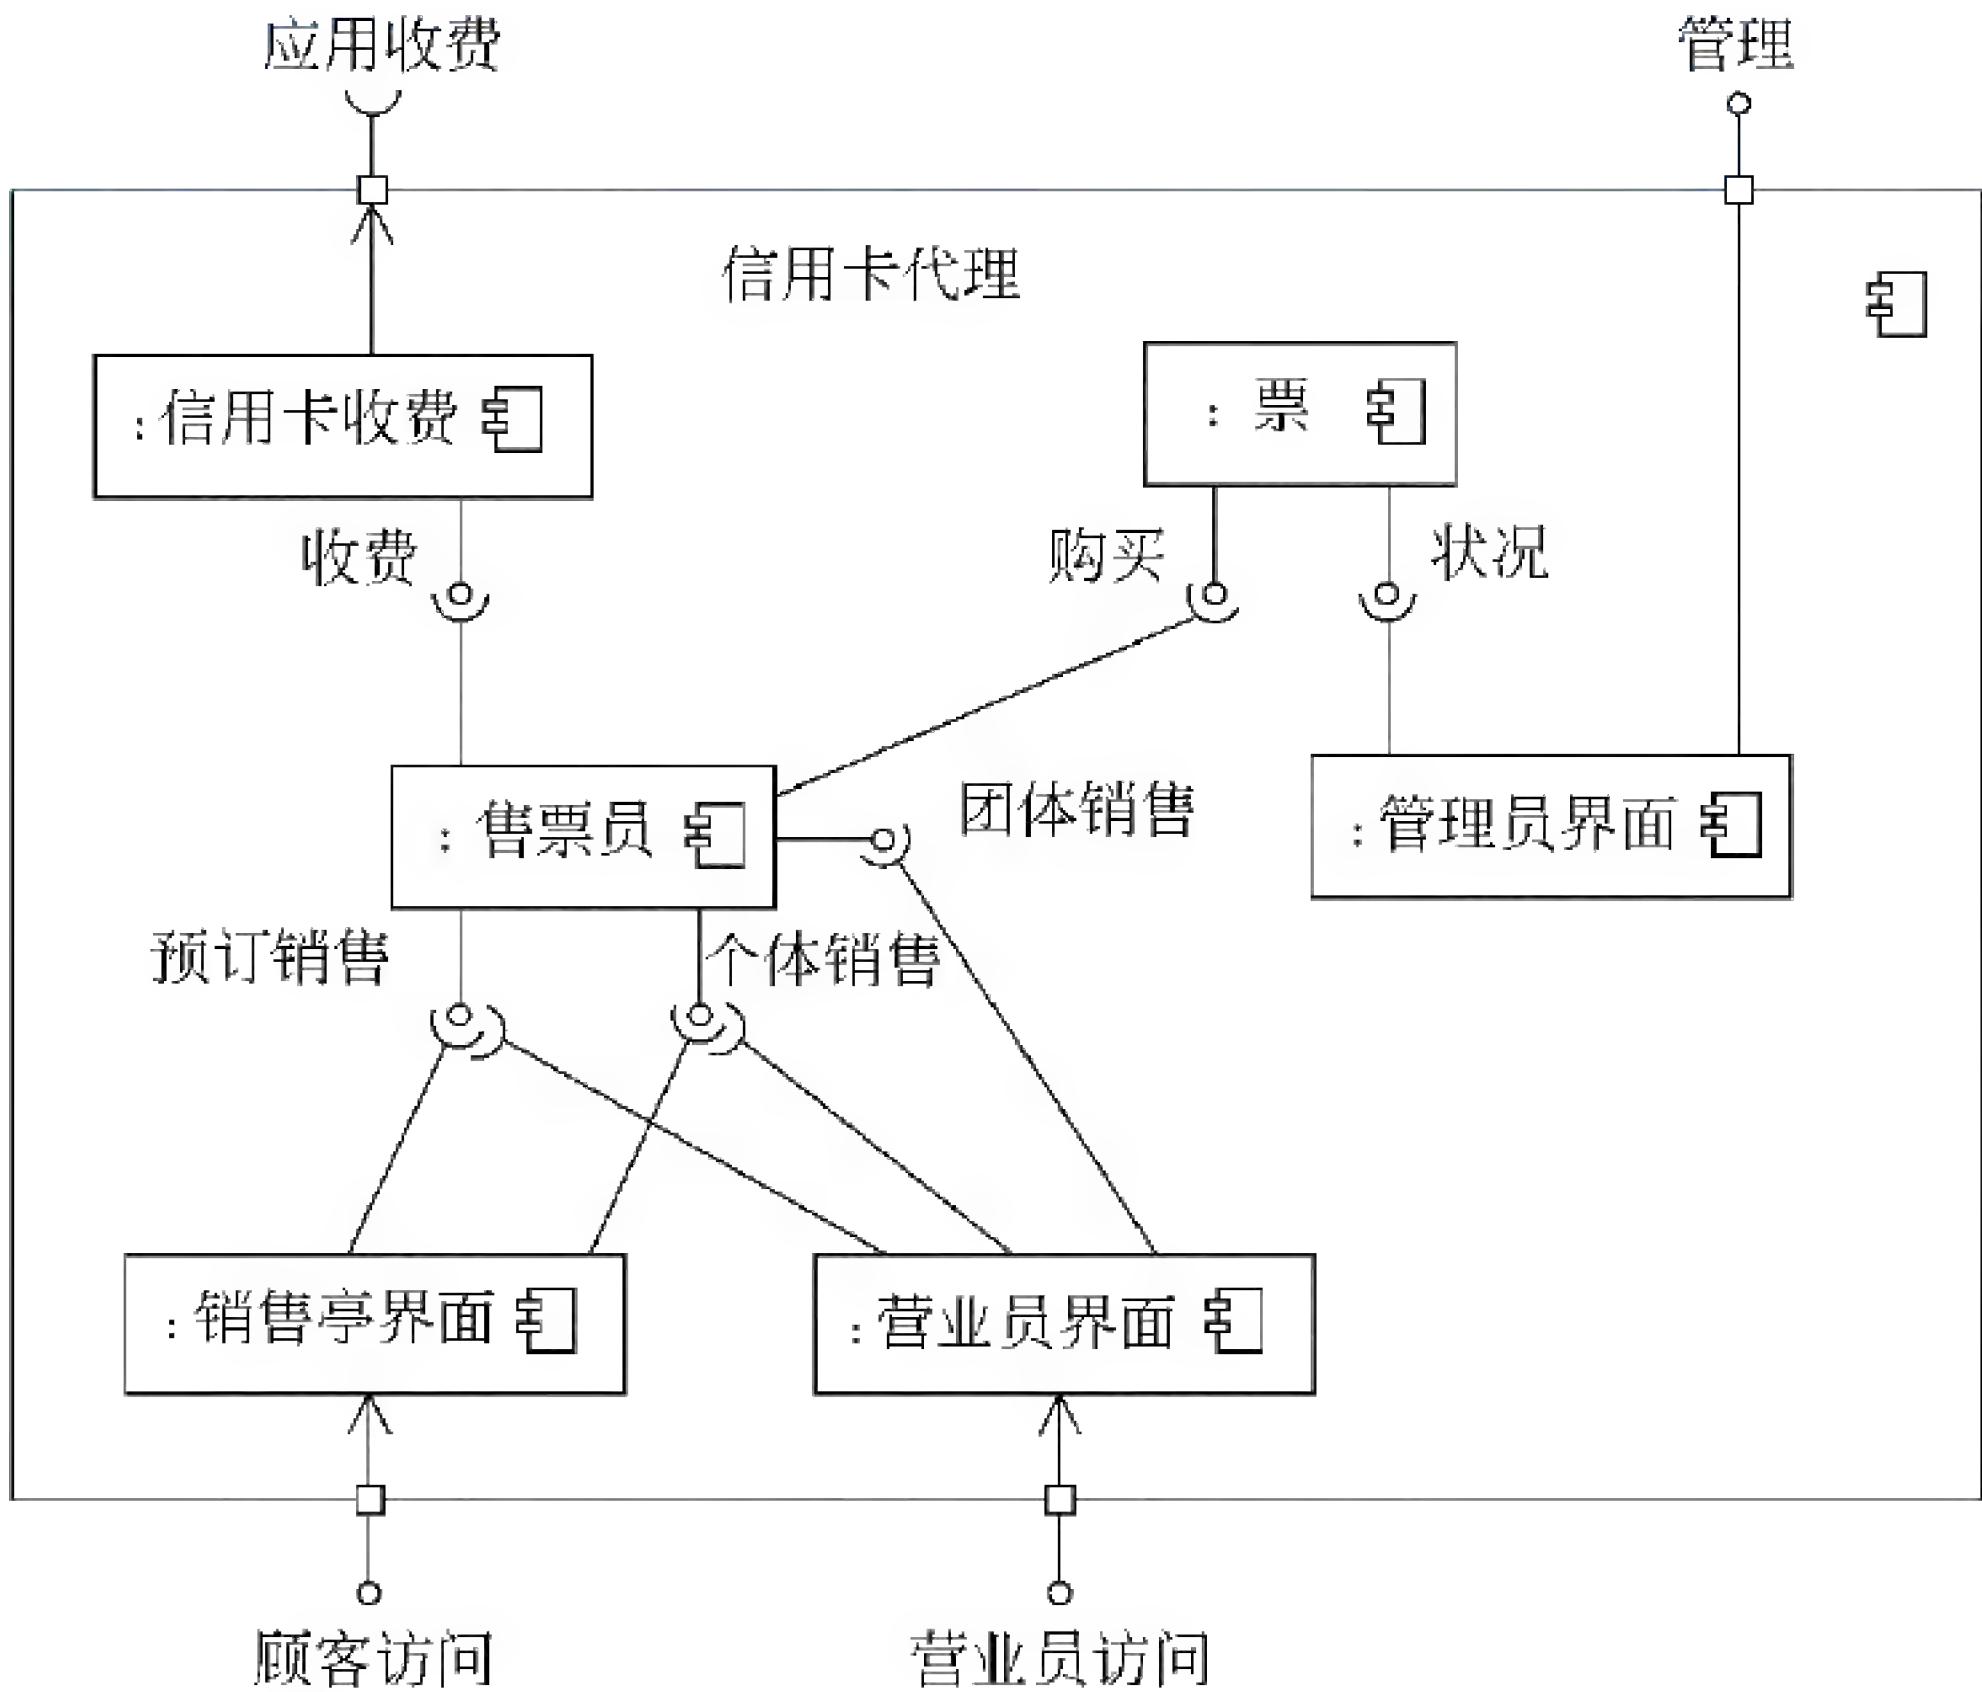 应用收费
管理
信用卡代理
:信用卡收费
: 票
收费
购买
状况
: 售票员
团体销售
:管理员界面
预订销售
个体销售
:销售亭界面
:营业员界面
顾客访问
营业员访问